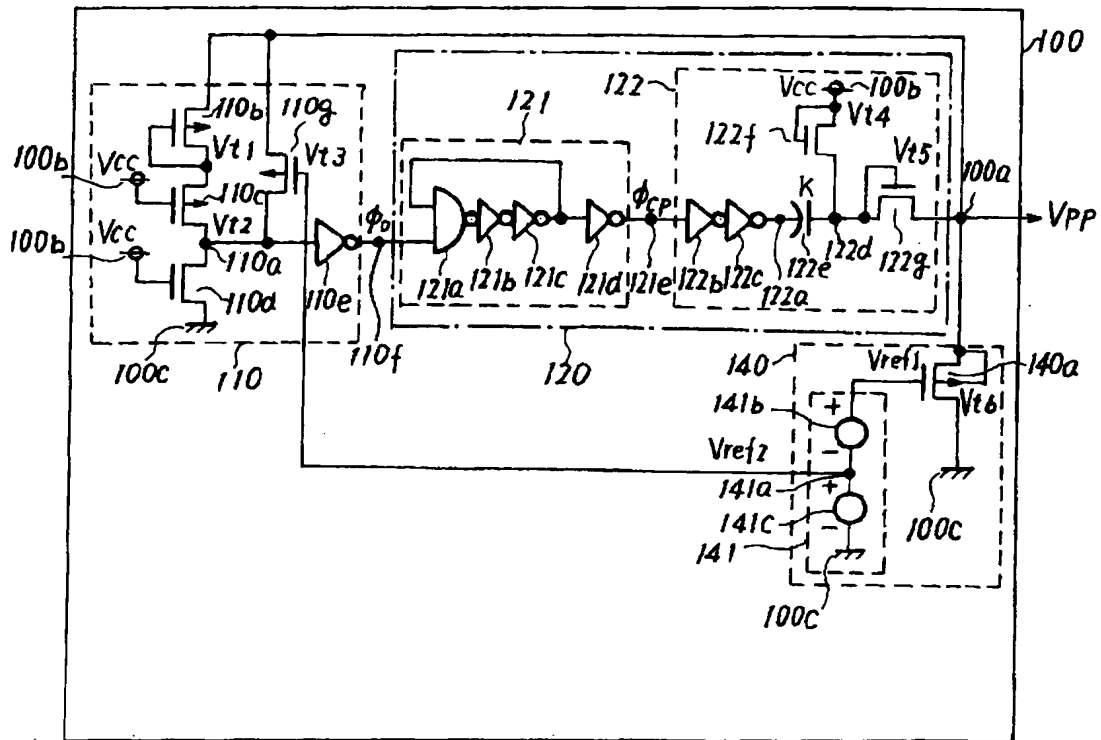 100
110b
110g
Vt1
Vt3
100b
Vcc
110c
Vt2
100b
Vcc
110a
110d
110e
100c
110
φ0
110f
121
121a
121b
121c
121d
φCP
121e
120
122
Vcc
100b
Vt4
122f
K
Vt5
122b
122c
122a
122e
122d
122g
100a
VPP
140
Vref1
140a
Vt6
141b
+
−
Vref2
141a
+
141c
−
141
100c
100c